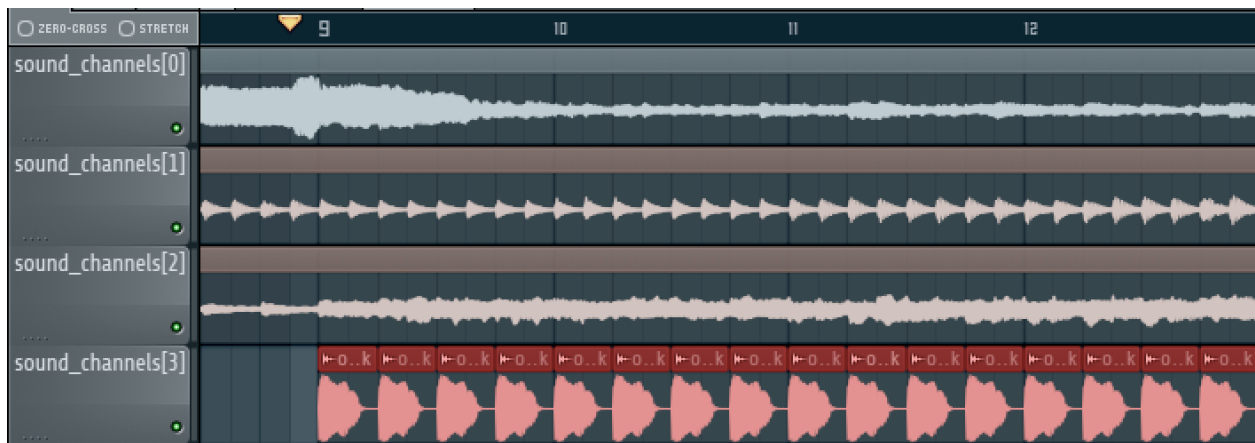 ZERO-CROSS STRETCH 9 10 11 12
sound_channels[0]
sound_channels[1]
sound_channels[2]
sound_channels[3] o..k o..k o..k o..k o..k o..k o..k o..k o..k o..k o..k o..k o..k o..k o..k o..k